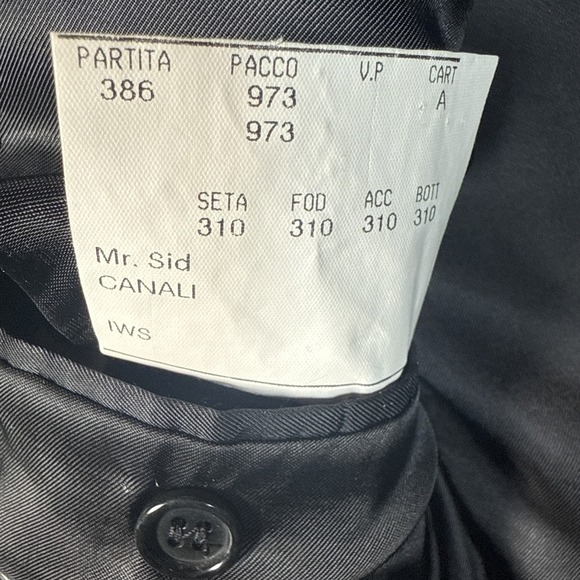 PARTITA PACCO V.P CART
386 973 A
973
SETA FOD ACC BOTT
310 310 310 310
Mr. Sid
CANALI
IWS